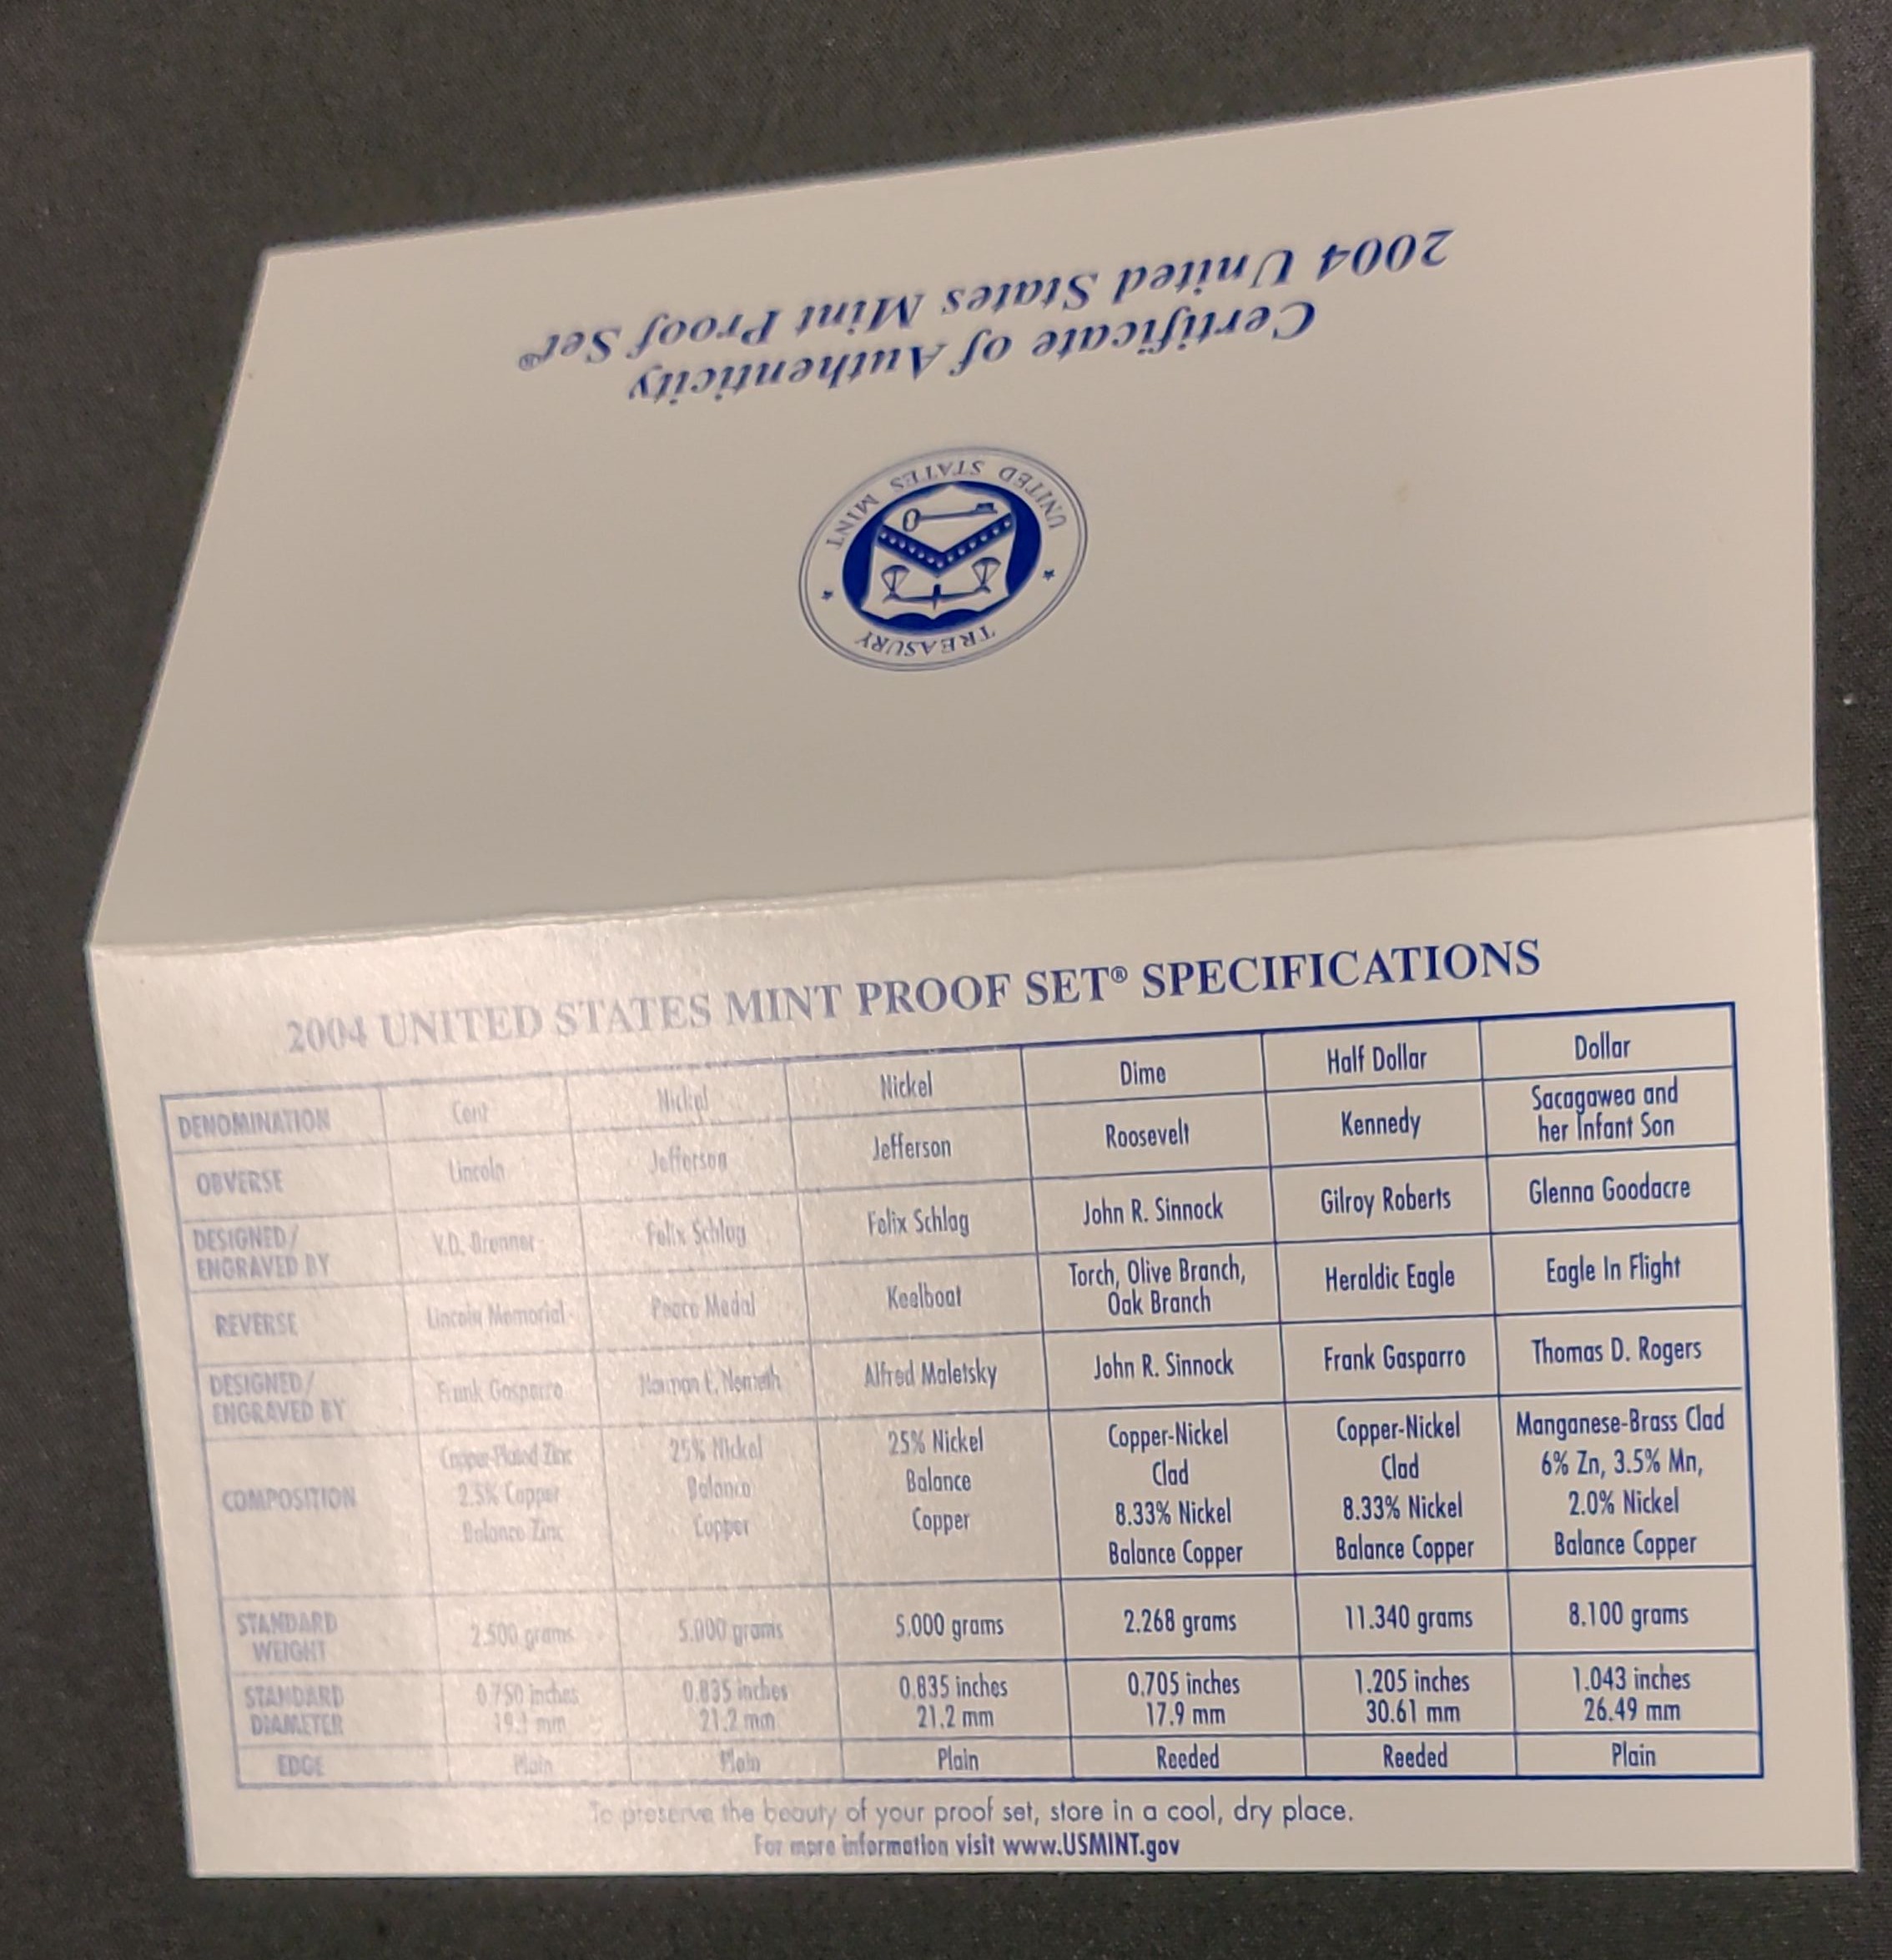 2004 United States Mint Proof Set®
Certificate of Authenticity
UNITED STATES MINT
TREASURY
2004 UNITED STATES MINT PROOF SET® SPECIFICATIONS
DENOMINATION Cent Nickel Nickel Dime Half Dollar Dollar
OBVERSE Lincoln Jefferson Jefferson Roosevelt Kennedy Sacagawea and
her Infant Son
DESIGNED/
ENGRAVED BY V.D. Brenner Felix Schlag Felix Schlag John R. Sinnock Gilroy Roberts Glenna Goodacre
REVERSE Lincoln Memorial Peace Medal Keelboat Torch, Olive Branch,
Oak Branch Heraldic Eagle Eagle In Flight
DESIGNED/
ENGRAVED BY Frank Gasparro Norman E. Nemeth Alfred Maletsky John R. Sinnock Frank Gasparro Thomas D. Rogers
COMPOSITION Copper-Plated Zinc 25% Nickel 25% Nickel Copper-Nickel Copper-Nickel Manganese-Brass Clad
2.5% Copper Balance Balance Clad Clad 6% Zn, 3.5% Mn,
Balance Zinc Copper Copper 8.33% Nickel 8.33% Nickel 2.0% Nickel
Balance Copper Balance Copper Balance Copper
STANDARD
WEIGHT 2.500 grams 5.000 grams 5.000 grams 2.268 grams 11.340 grams 8.100 grams
STANDARD 0.750 inches 0.835 inches 0.835 inches 0.705 inches 1.205 inches 1.043 inches
DIAMETER 19.1 mm 21.2 mm 21.2 mm 17.9 mm 30.61 mm 26.49 mm
EDGE Plain Plain Plain Reeded Reeded Plain
To preserve the beauty of your proof set, store in a cool, dry place.
For more information visit www.USMINT.gov